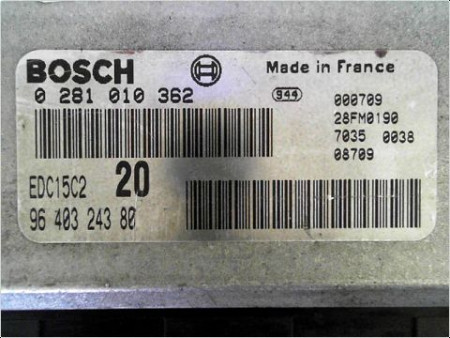 BOSCH
Made in France
0 281 010 362
944
000709
28FM0190
7035 0038
08709
EDC15C2 20
96 403 243 80